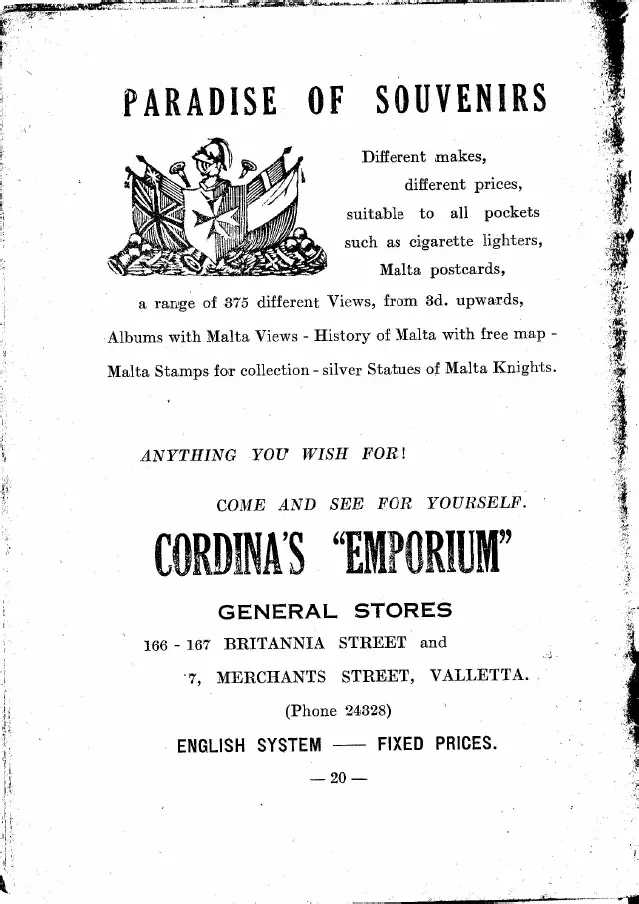 PARADISE OF SOUVENIRS
Different makes,
different prices,
suitable to all pockets
such as cigarette lighters,
Malta postcards,
a range of 375 different Views, from 3d. upwards,
Albums with Malta Views - History of Malta with free map -
Malta Stamps for collection - silver Statues of Malta Knights.
ANYTHING YOU WISH FOR!
COME AND SEE FOR YOURSELF.
CORDINA'S "EMPORIUM"
GENERAL STORES
166 - 167 BRITANNIA STREET and
7, MERCHANTS STREET, VALLETTA.
(Phone 24328)
ENGLISH SYSTEM — FIXED PRICES.
— 20 —